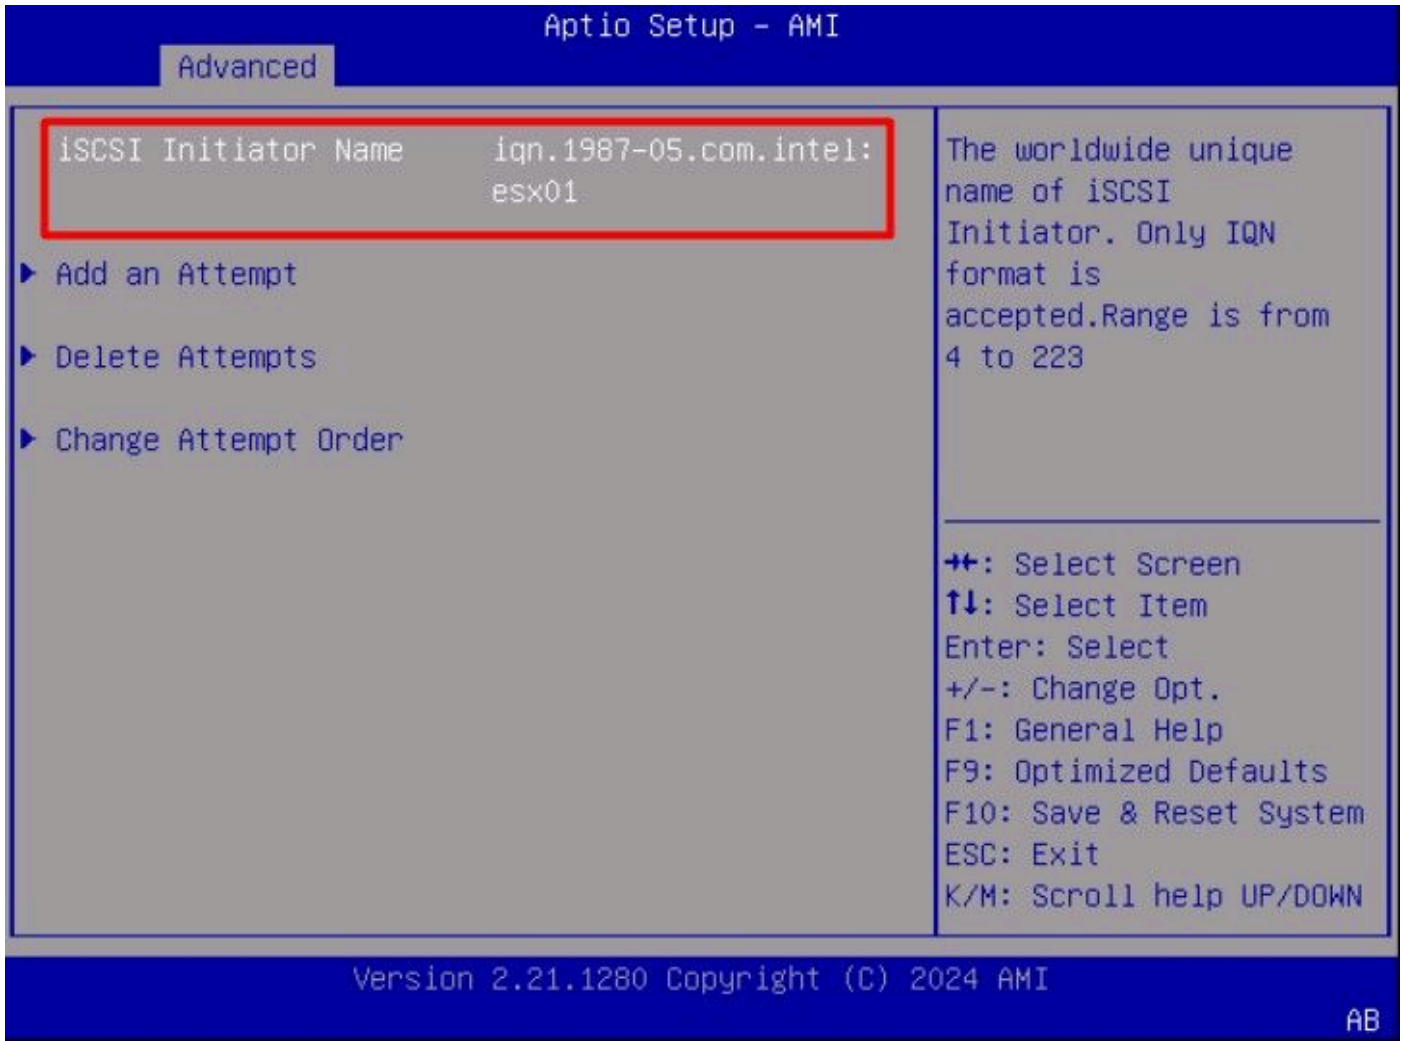 Aptio Setup – AMI
Advanced
iSCSI Initiator Name iqn.1987-05.com.intel:
esx01
Add an Attempt
Delete Attempts
Change Attempt Order
The worldwide unique
name of iSCSI
Initiator. Only IQN
format is
accepted.Range is from
4 to 223
→←: Select Screen
↑↓: Select Item
Enter: Select
+/-: Change Opt.
F1: General Help
F9: Optimized Defaults
F10: Save & Reset System
ESC: Exit
K/M: Scroll help UP/DOWN
Version 2.21.1280 Copyright (C) 2024 AMI
AB